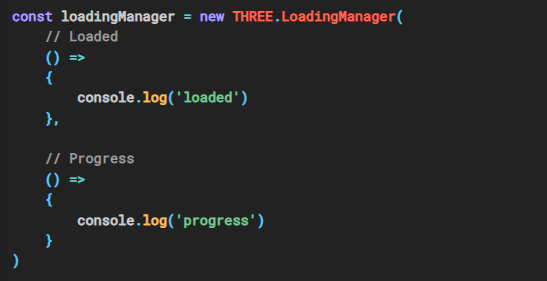 const loadingManager = new THREE.LoadingManager(
    // Loaded
    () =>
    {
        console.log('loaded')
    },

    // Progress
    () =>
    {
        console.log('progress')
    }
)